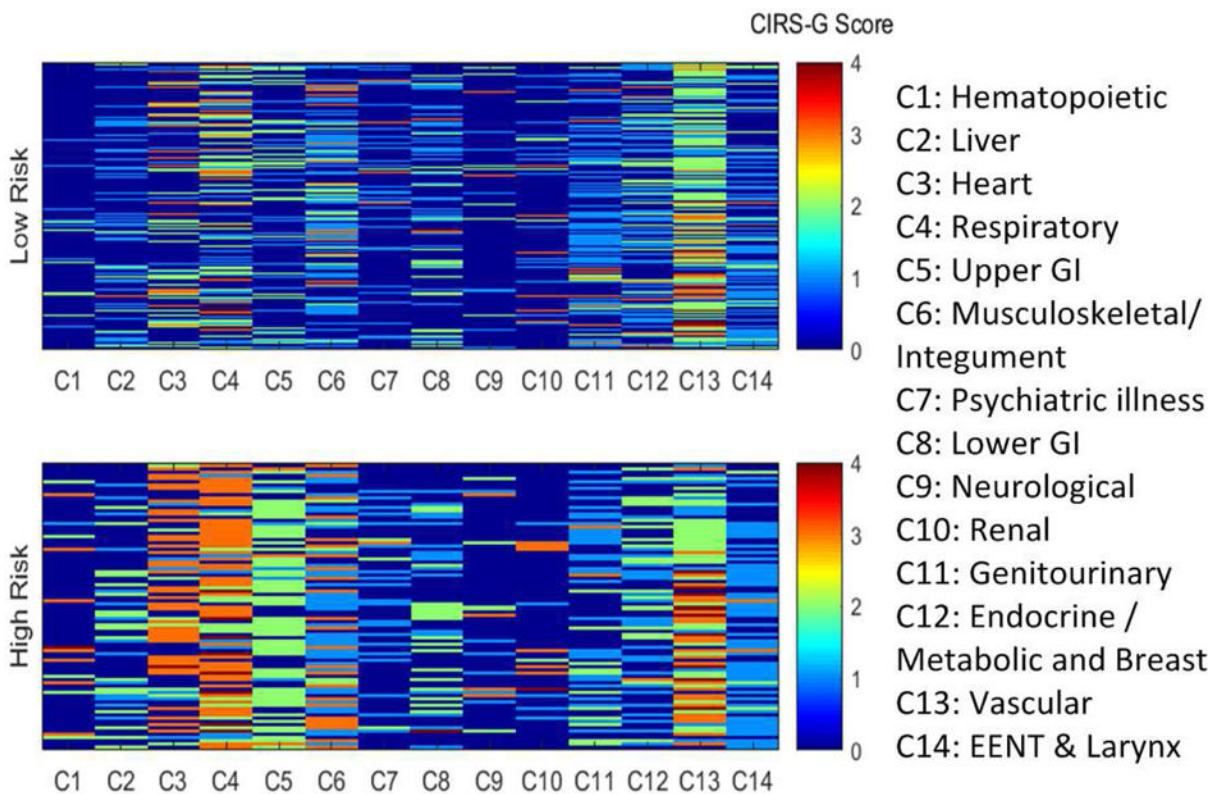 CIRS-G Score
4
3
2
1
0
Low Risk
C1 C2 C3 C4 C5 C6 C7 C8 C9 C10 C11 C12 C13 C14
4
3
2
1
0
High Risk
C1 C2 C3 C4 C5 C6 C7 C8 C9 C10 C11 C12 C13 C14
C1: Hematopoietic
C2: Liver
C3: Heart
C4: Respiratory
C5: Upper GI
C6: Musculoskeletal/
Integument
C7: Psychiatric illness
C8: Lower GI
C9: Neurological
C10: Renal
C11: Genitourinary
C12: Endocrine /
Metabolic and Breast
C13: Vascular
C14: EENT & Larynx